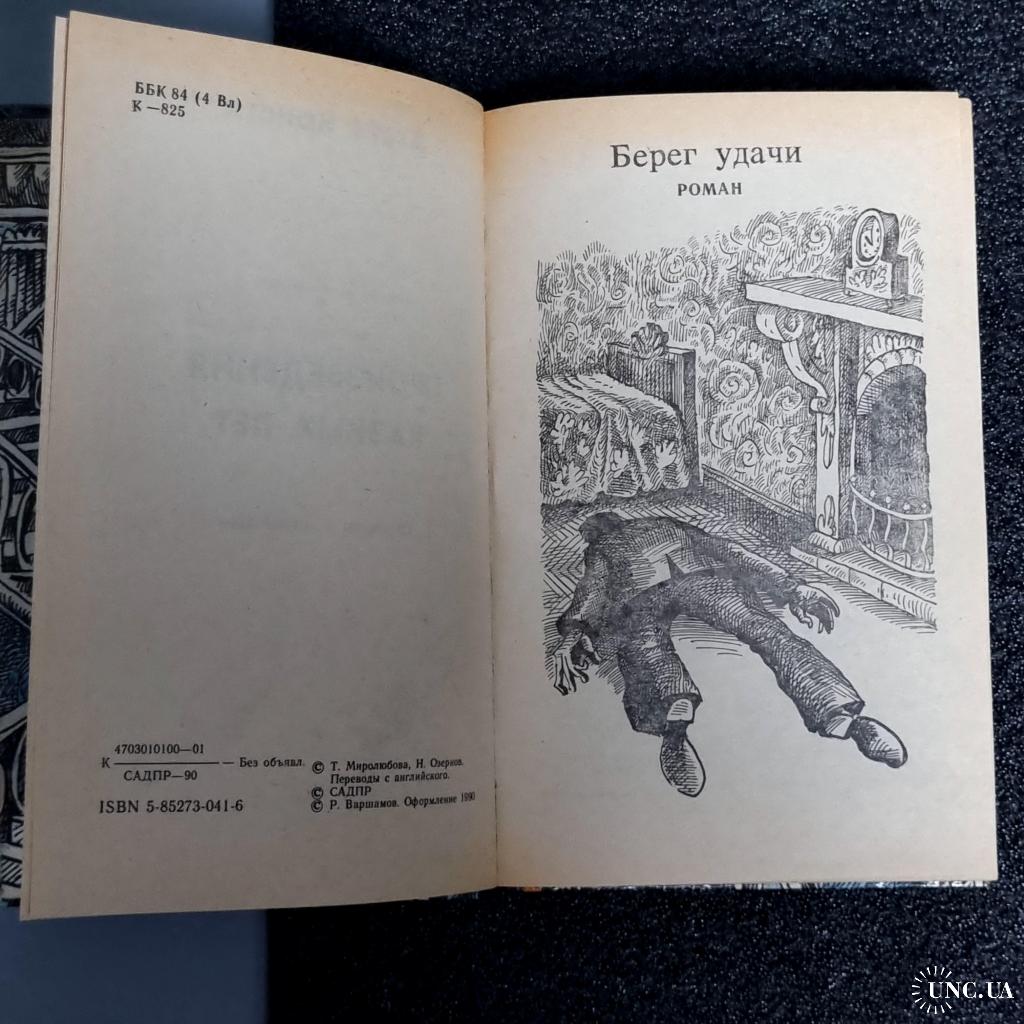 ББК 84 (4 Вл)
К—825
4703010100—01
К ——— — Без объявл.
САДПР—90
ISBN 5-85273-041-6
© Т. Миролюбова, Н. Озернов.
Переводы с английского.
© САДПР
© Р. Варшамов. Оформление 1990
Берег удачи
РОМАН
UNC.UA